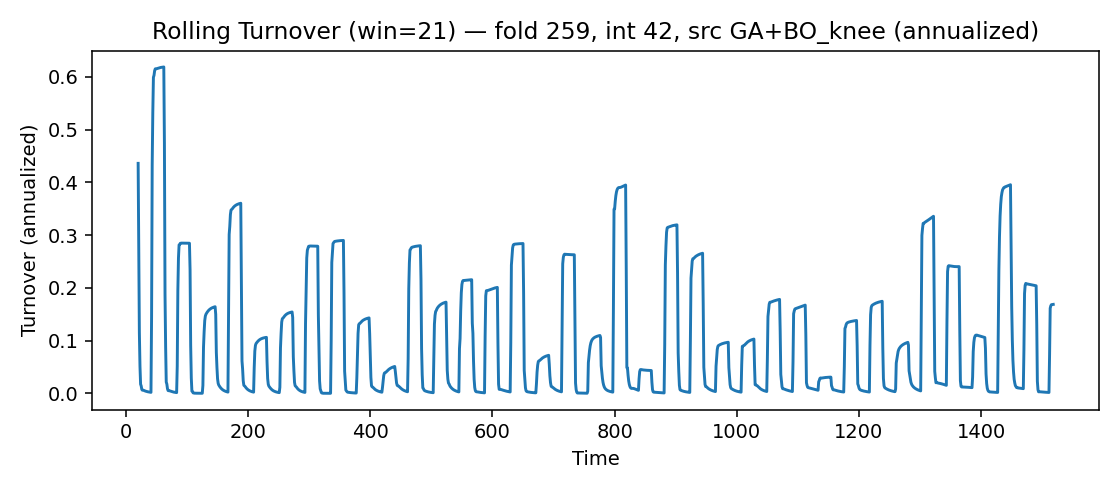 Rolling Turnover (win=21) — fold 259, int 42, src GA+BO_knee (annualized)
Turnover (annualized)
0.6
0.5
0.4
0.3
0.2
0.1
0.0
0 200 400 600 800 1000 1200 1400
Time